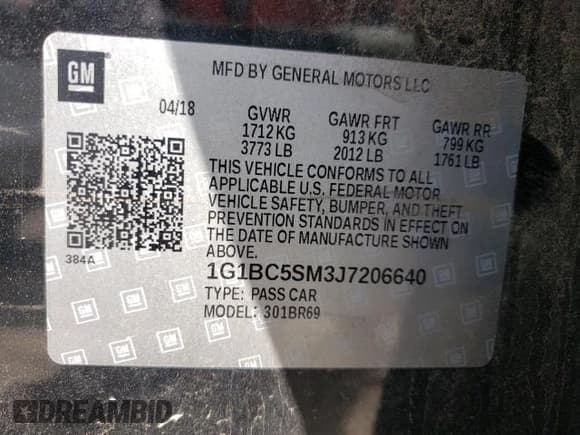 GM
MFD BY GENERAL MOTORS LLC
04/18 GVWR GAWR FRT GAWR RR
1712 KG 913 KG 799 KG
3773 LB 2012 LB 1761 LB
THIS VEHICLE CONFORMS TO ALL
APPLICABLE U.S. FEDERAL MOTOR
VEHICLE SAFETY, BUMPER, AND THEFT
PREVENTION STANDARDS IN EFFECT ON
THE DATE OF MANUFACTURE SHOWN
ABOVE.
384A
1G1BC5SM3J7206640
TYPE: PASS CAR
MODEL: 301BR69
DREAMBID